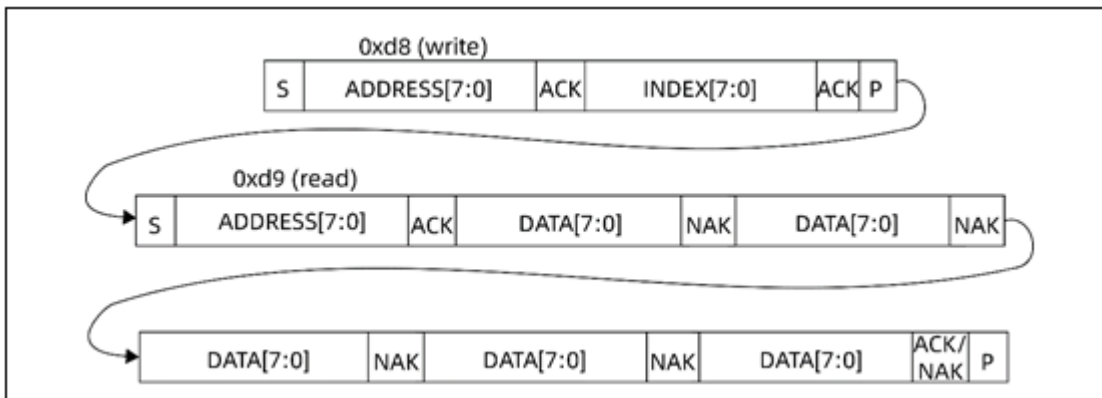 0xd8 (write)
S ADDRESS[7:0] ACK INDEX[7:0] ACK P
0xd9 (read)
S ADDRESS[7:0] ACK DATA[7:0] NAK DATA[7:0] NAK
DATA[7:0] NAK DATA[7:0] NAK DATA[7:0] ACK/ NAK P